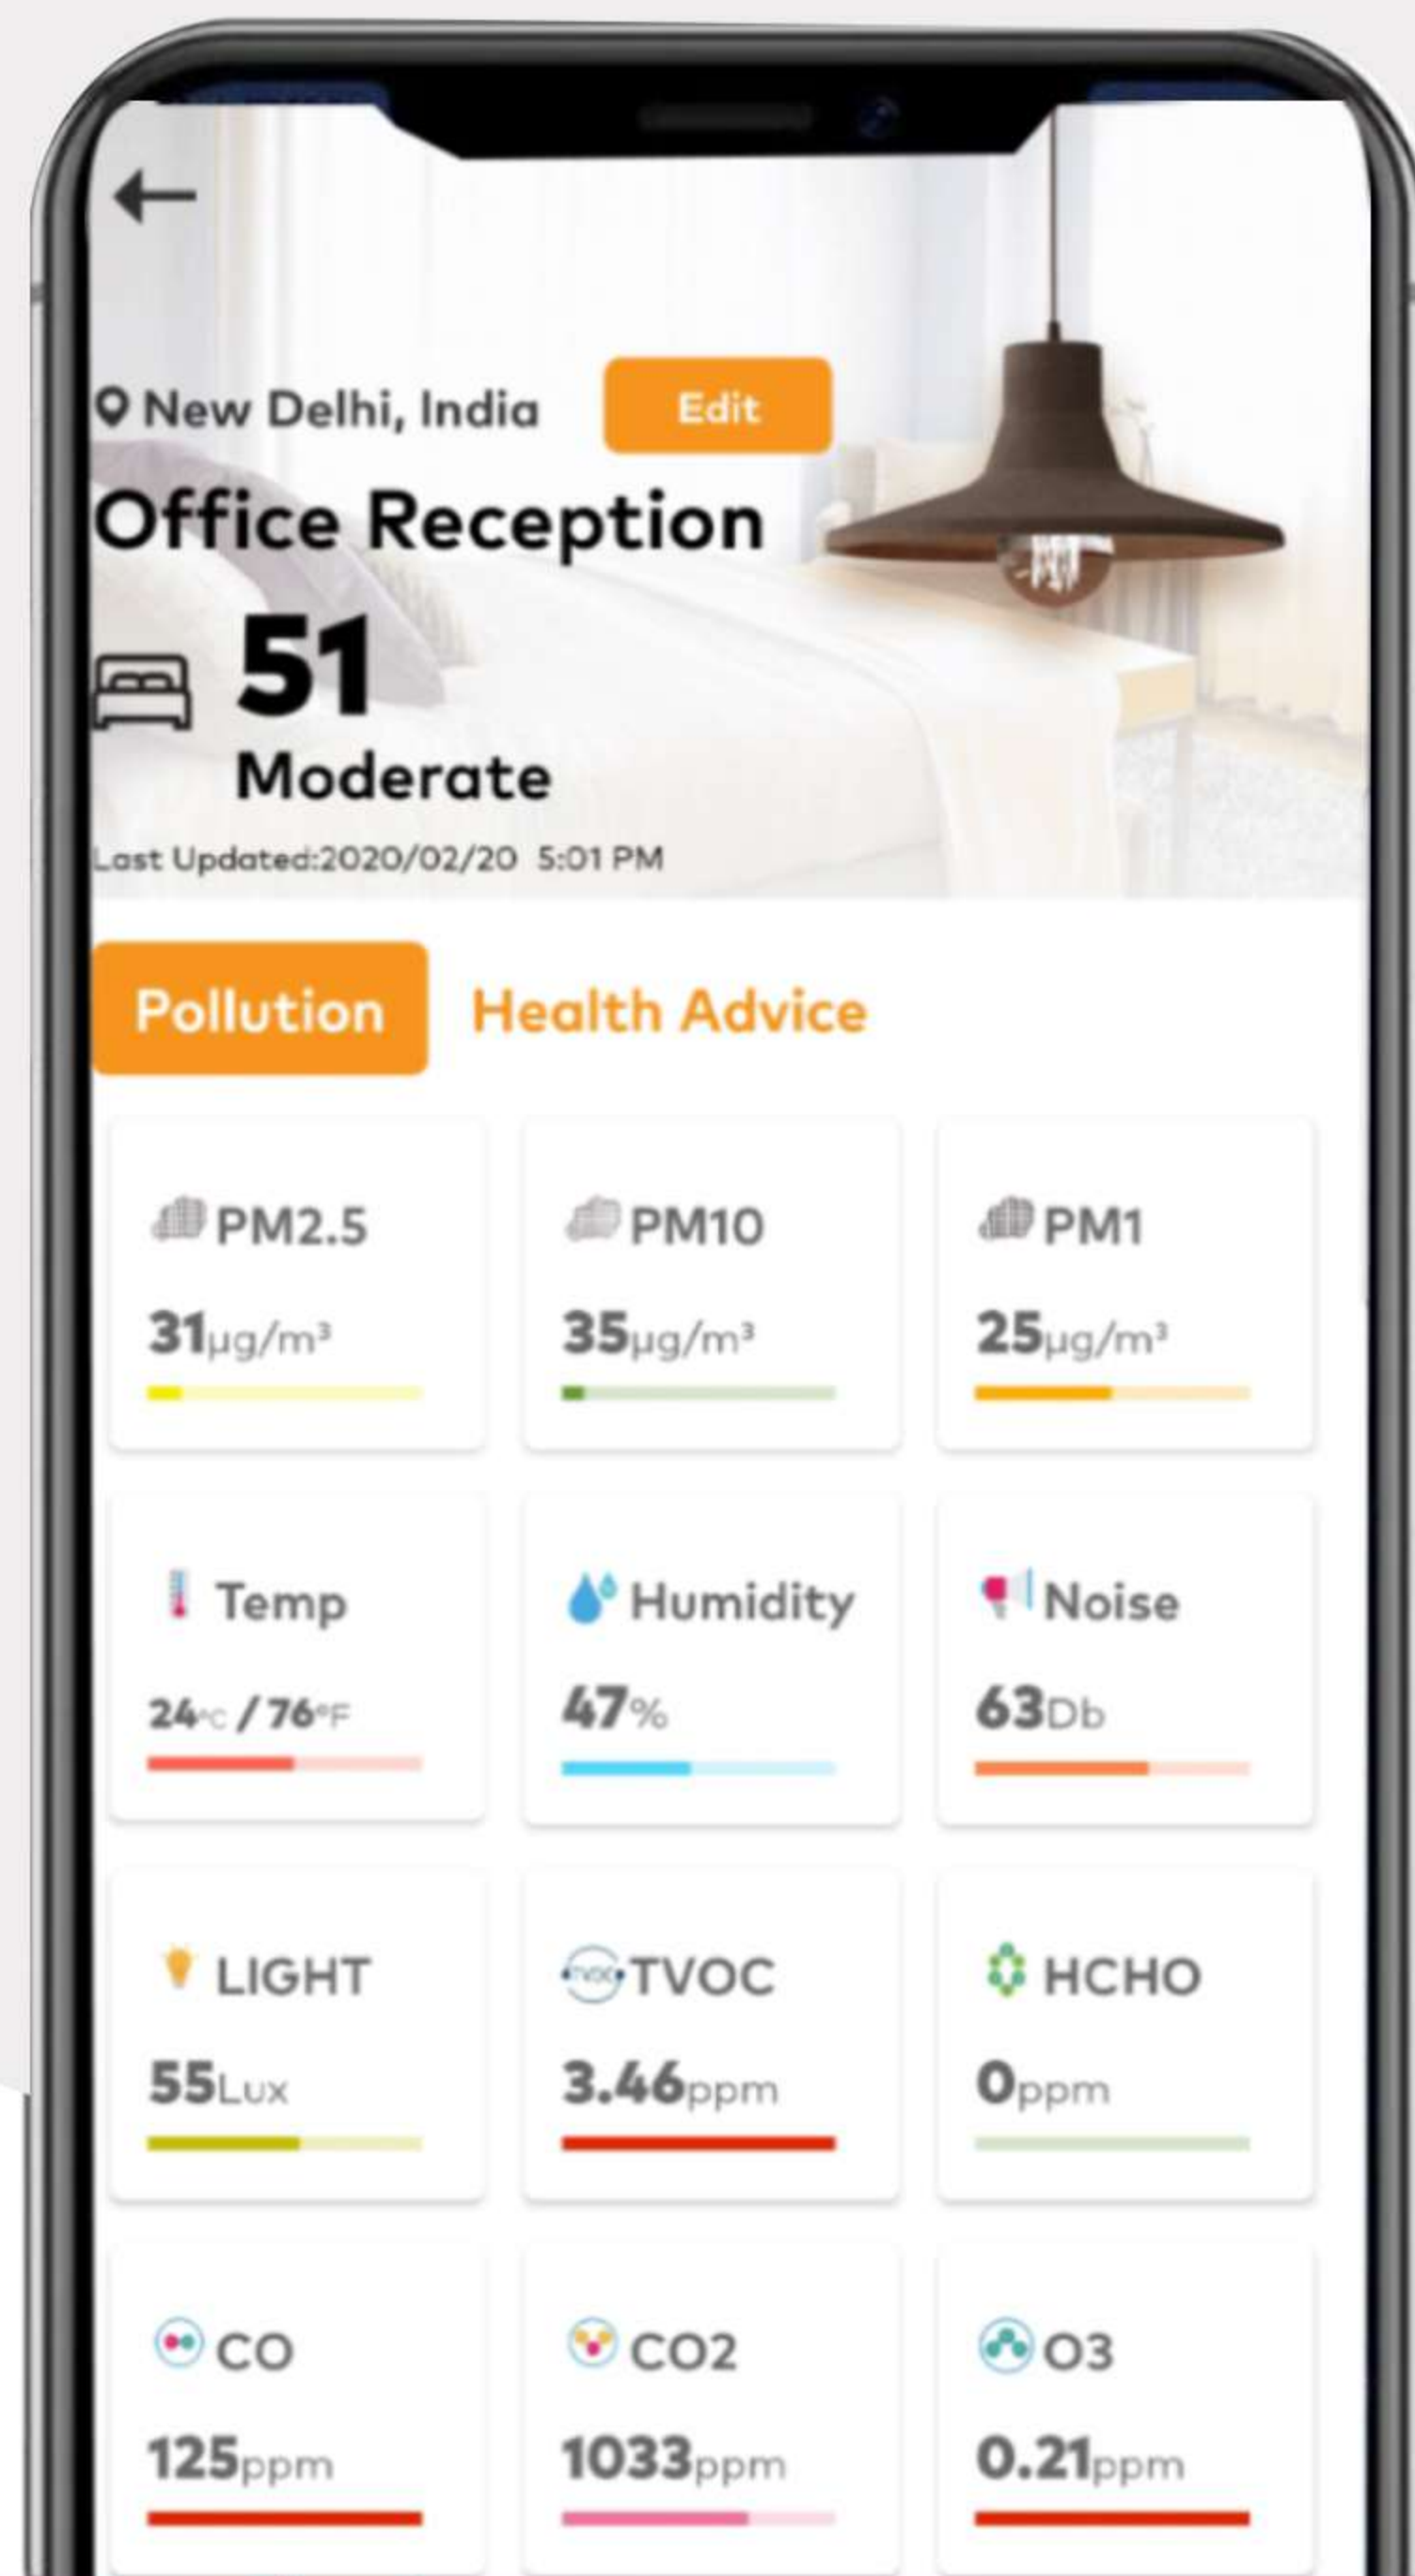 New Delhi, India
Edit
Office Reception
51
Moderate
Last Updated:2020/02/20 5:01 PM
Pollution Health Advice
PM2.5 PM10 PM1
31µg/m³ 35µg/m³ 25µg/m³
Temp Humidity Noise
24°C / 76°F 47% 63Db
LIGHT TVOC HCHO
55Lux 3.46ppm 0ppm
CO CO2 O3
125ppm 1033ppm 0.21ppm